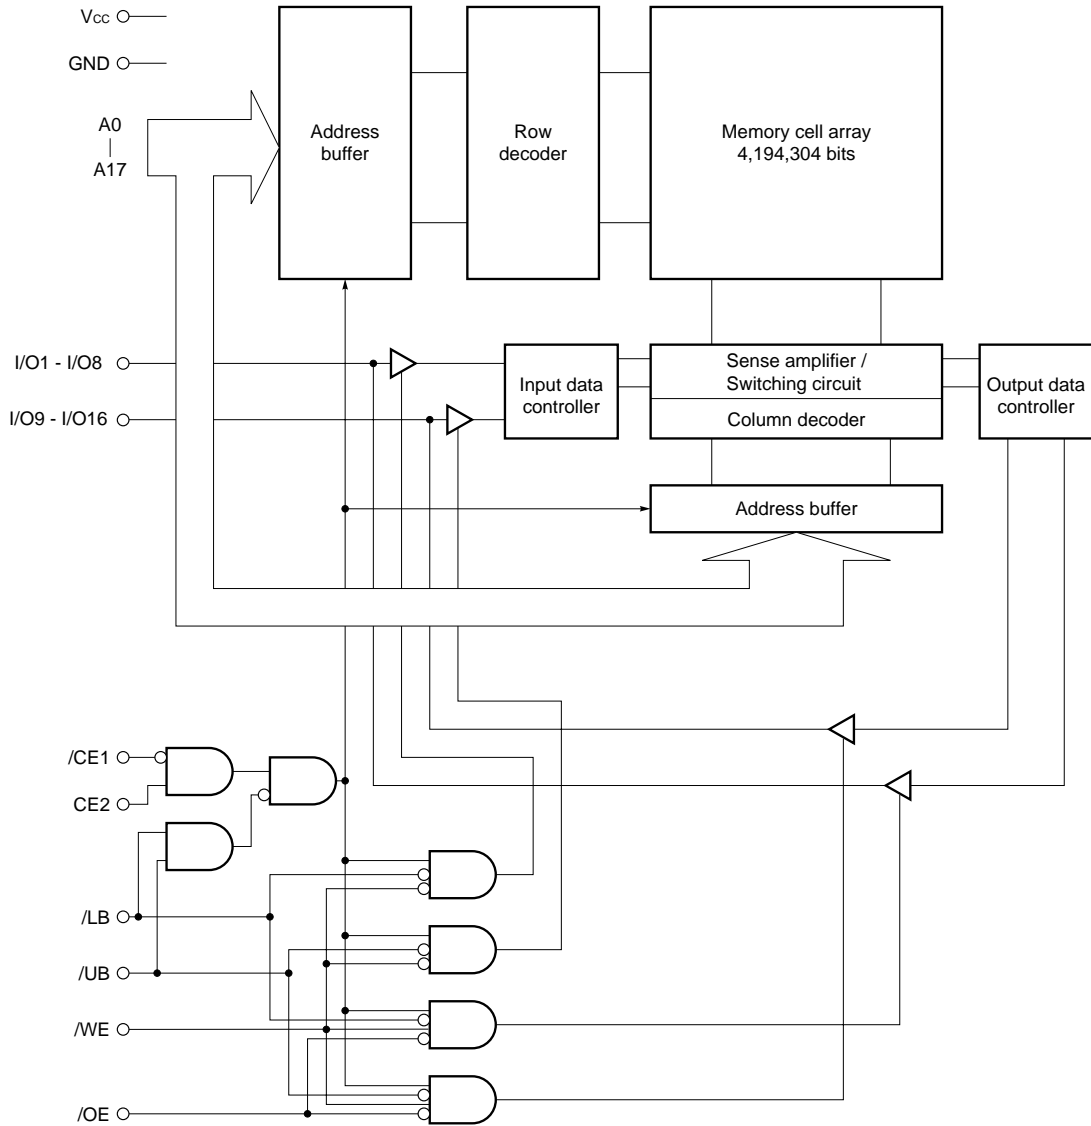 Vcc
GND
A0
A17
Address
buffer
Row
decoder
Memory cell array
4,194,304 bits
I/O1 - I/O8
I/O9 - I/O16
Input data
controller
Sense amplifier /
Switching circuit
Column decoder
Output data
controller
Address buffer
/CE1
CE2
/LB
/UB
/WE
/OE